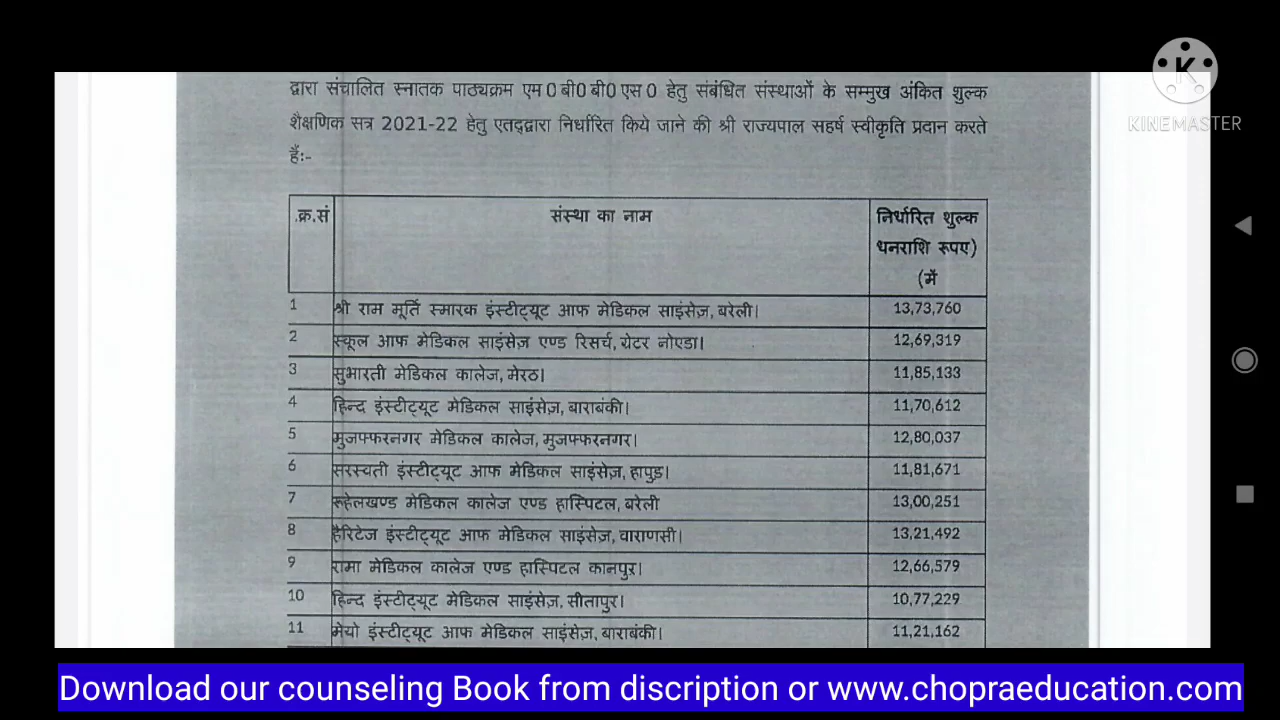 KINEMASTER
द्वारा संचालित स्नातक पाठ्यक्रम एम0 बी0 बी0 एस0 हेतु संबंधित संस्थाओं के सम्मुख अंकित शुल्क
शैक्षणिक सत्र 2021-22 हेतु एतद्द्वारा निर्धारित किये जाने की श्री राज्यपाल सहर्ष स्वीकृति प्रदान करते
हैं:-
.क्र.सं संस्था का नाम निर्धारित शुल्क
धनराशि रूपए)
(में
1 श्री राम मूर्ति स्मारक इंस्टीट्यूट आफ मेडिकल साइंसेज़, बरेली। 13,73,760
2 स्कूल आफ मेडिकल साइंसेज़ एण्ड रिसर्च, ग्रेटर नोएडा। 12,69,319
3 सुभारती मेडिकल कालेज, मेरठ। 11,85,133
4 हिन्द इंस्टीट्यूट मेडिकल साइंसेज़, बाराबंकी। 11,70,612
5 मुजफ्फरनगर मेडिकल कालेज, मुजफ्फरनगर। 12,80,037
6 सरस्वती इंस्टीट्यूट आफ मेडिकल साइंसेज़, हापुड़। 11,81,671
7 रूहेलखण्ड मेडिकल कालेज एण्ड हास्पिटल, बरेली 13,00,251
8 हैरिटेज इंस्टीट्यूट आफ मेडिकल साइंसेज़, वाराणसी। 13,21,492
9 रामा मेडिकल कालेज एण्ड हास्पिटल कानपुर। 12,66,579
10 हिन्द इंस्टीट्यूट मेडिकल साइंसेज़, सीतापुर। 10,77,229
11 मेयो इंस्टीट्यूट आफ मेडिकल साइंसेज़, बाराबंकी। 11,21,162
Download our counseling Book from discription or www.chopraeducation.com